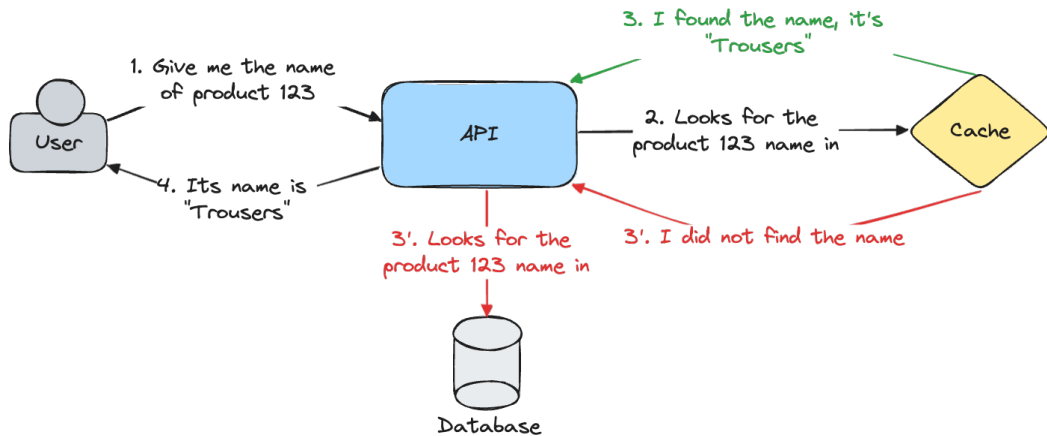 3. I found the name, it's
"Trousers"
1. Give me the name
of product 123
User
API
2. Looks for the
product 123 name in
Cache
4. Its name is
"Trousers"
3'. Looks for the
product 123 name in
3'. I did not find the name
Database